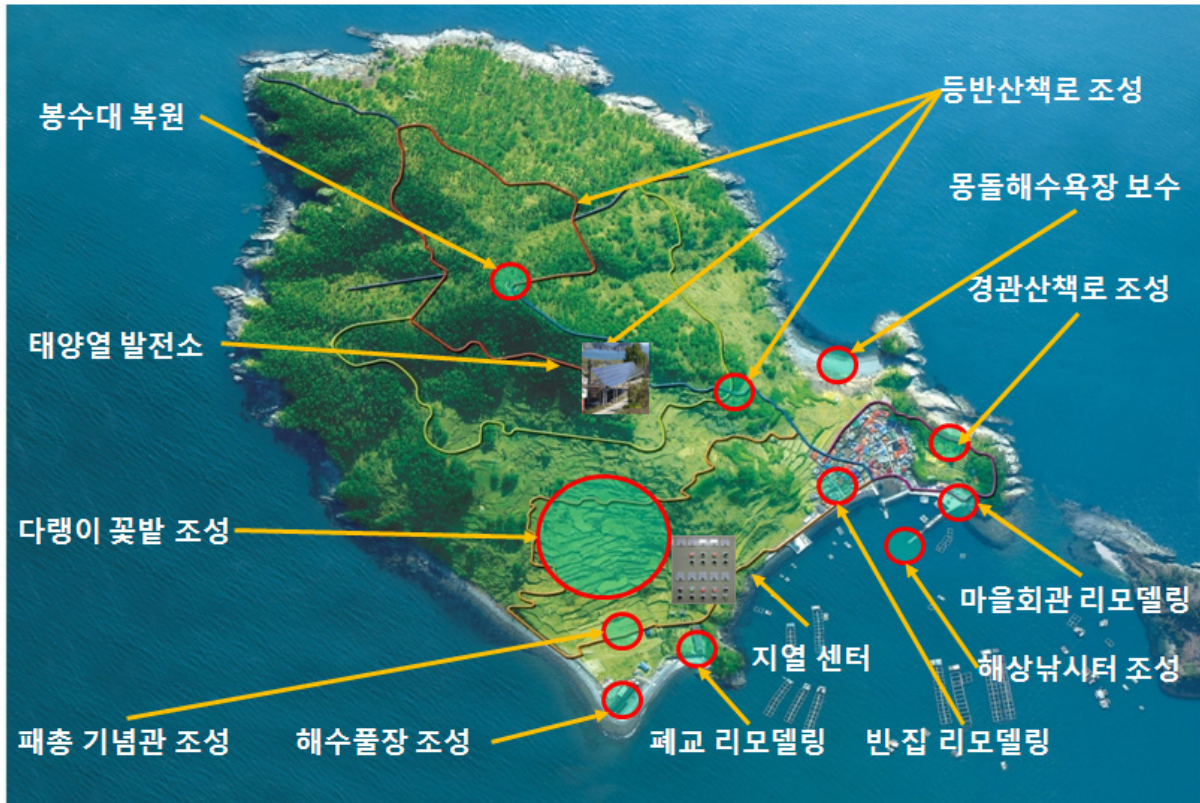 등반산책로 조성
봉수대 복원
몽돌해수욕장 보수
경관산책로 조성
태양열 발전소
다랭이 꽃밭 조성
마을회관 리모델링
지열 센터
해상낚시터 조성
패총 기념관 조성
해수풀장 조성
폐교 리모델링
빈 집 리모델링